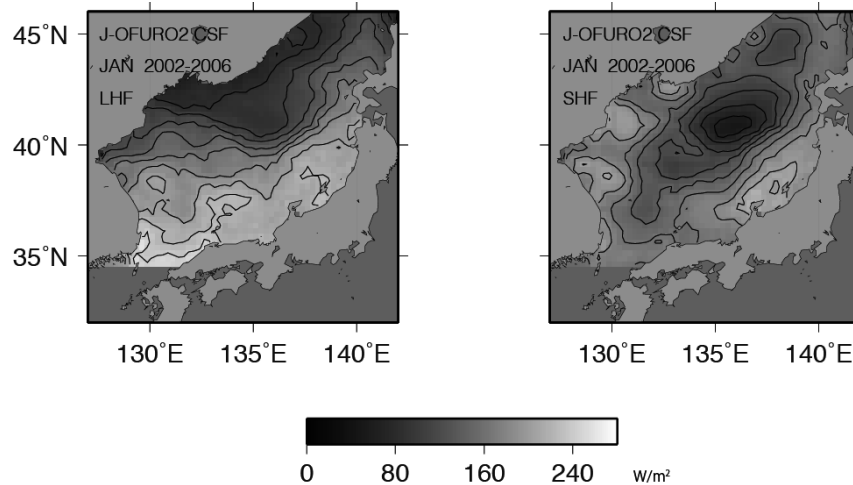 45˚N
40˚N
35˚N
J-OFURO2 CSF
JAN 2002-2006
LHF
130˚E 135˚E 140˚E
J-OFURO2 CSF
JAN 2002-2006
SHF
130˚E 135˚E 140˚E
0 80 160 240 W/m²